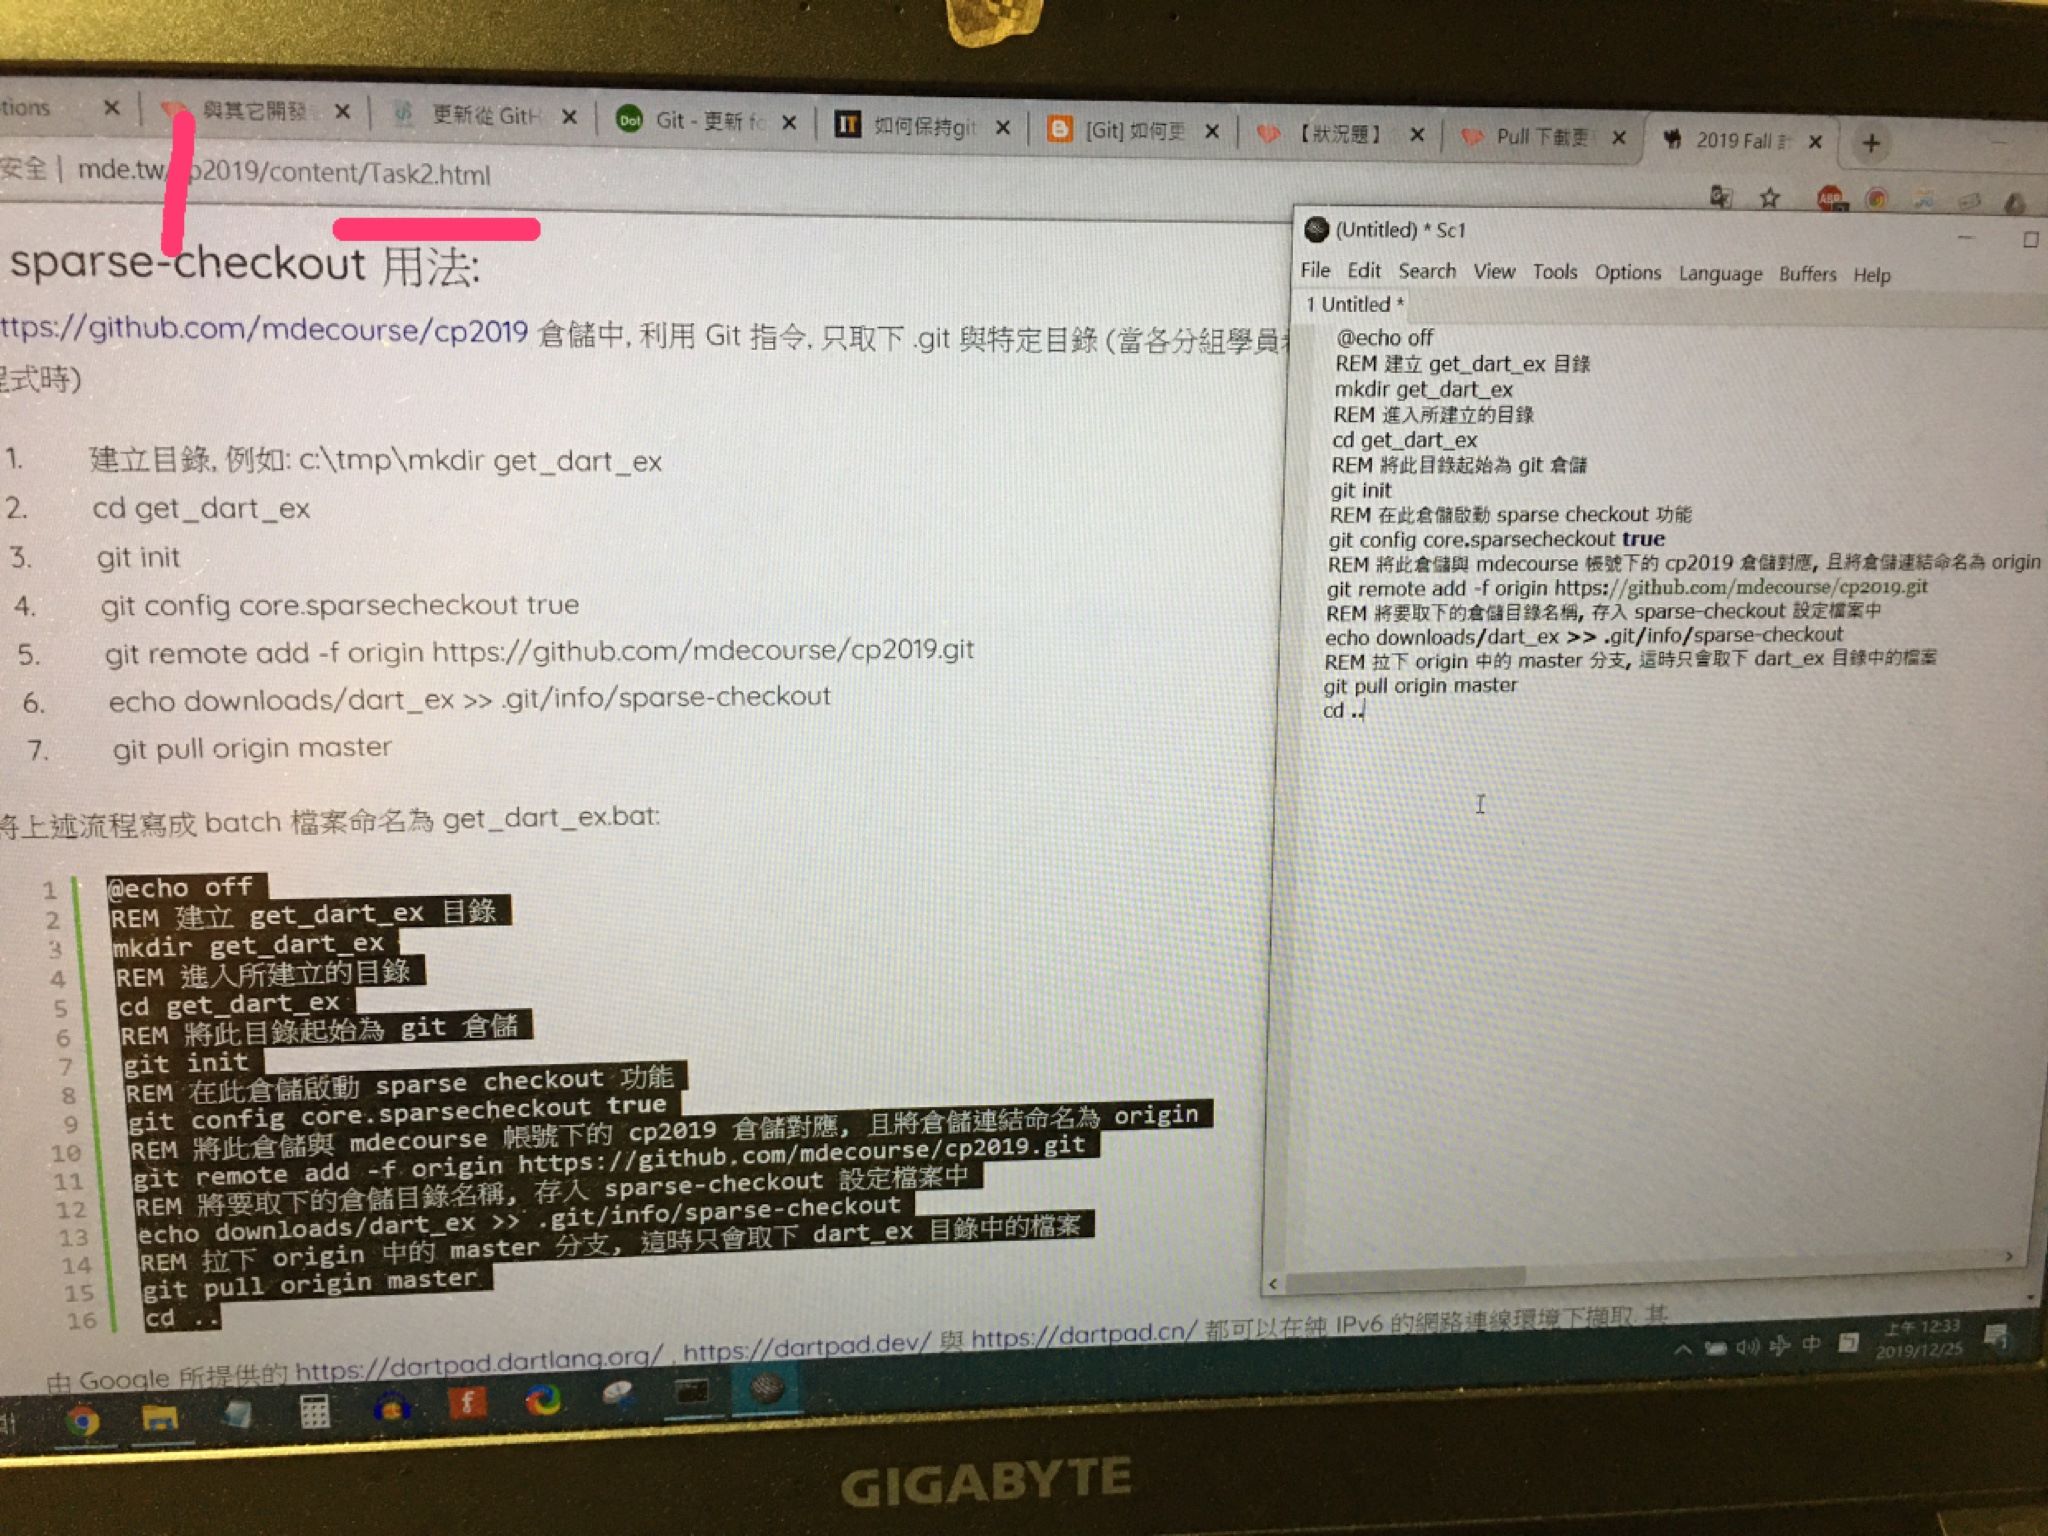 tions
與其它開發
更新從 GitH
Git - 更新 fo
如何保持git
[Git] 如何更
【狀況題】
Pull 下載更
2019 Fall 計
安全 | mde.tw/cp2019/content/Task2.html
sparse-checkout 用法:
ttps://github.com/mdecourse/cp2019 倉儲中, 利用 Git 指令, 只取下 .git 與特定目錄 (當各分組學員
程式時)
1. 建立目錄, 例如: c:\tmp\mkdir get_dart_ex
2. cd get_dart_ex
3. git init
4. git config core.sparsecheckout true
5. git remote add -f origin https://github.com/mdecourse/cp2019.git
6. echo downloads/dart_ex >> .git/info/sparse-checkout
7. git pull origin master
將上述流程寫成 batch 檔案命名為 get_dart_ex.bat:
1 @echo off
2 REM 建立 get_dart_ex 目錄
3 mkdir get_dart_ex
4 REM 進入所建立的目錄
5 cd get_dart_ex
6 REM 將此目錄起始為 git 倉儲
7 git init
8 REM 在此倉儲啟動 sparse checkout 功能
9 git config core.sparsecheckout true
10 REM 將此倉儲與 mdecourse 帳號下的 cp2019 倉儲對應, 且將倉儲連結命名為 origin
11 git remote add -f origin https://github.com/mdecourse/cp2019.git
12 REM 將要取下的倉儲目錄名稱, 存入 sparse-checkout 設定檔案中
13 echo downloads/dart_ex >> .git/info/sparse-checkout
14 REM 拉下 origin 中的 master 分支, 這時只會取下 dart_ex 目錄中的檔案
15 git pull origin master
16 cd ..
由 Google 所提供的 https://dartpad.dartlang.org/ , https://dartpad.dev/ 與 https://dartpad.cn/ 都可以在純 IPv6 的網路連線環境下擷取. 其
(Untitled) * Sc1
File Edit Search View Tools Options Language Buffers Help
1 Untitled *
@echo off
REM 建立 get_dart_ex 目錄
mkdir get_dart_ex
REM 進入所建立的目錄
cd get_dart_ex
REM 將此目錄起始為 git 倉儲
git init
REM 在此倉儲啟動 sparse checkout 功能
git config core.sparsecheckout true
REM 將此倉儲與 mdecourse 帳號下的 cp2019 倉儲對應, 且將倉儲連結命名為 origin
git remote add -f origin https://github.com/mdecourse/cp2019.git
REM 將要取下的倉儲目錄名稱, 存入 sparse-checkout 設定檔案中
echo downloads/dart_ex >> .git/info/sparse-checkout
REM 拉下 origin 中的 master 分支, 這時只會取下 dart_ex 目錄中的檔案
git pull origin master
cd ..
中
上午 12:33
2019/12/25
GIGABYTE